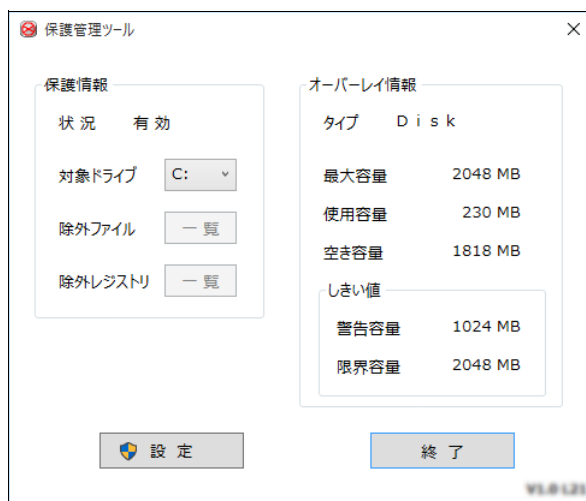 保護管理ツール
保護情報
状況 有効
対象ドライブ C:
除外ファイル 一覧
除外レジストリ 一覧
オーバーレイ情報
タイプ Disk
最大容量 2048 MB
使用容量 230 MB
空き容量 1818 MB
しきい値
警告容量 1024 MB
限界容量 2048 MB
設定
終了